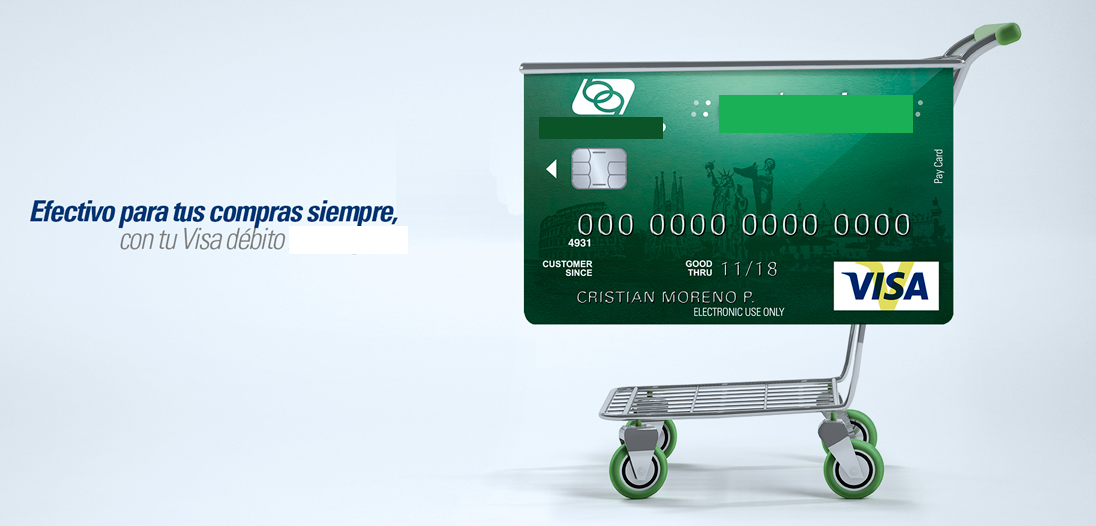 Efectivo para tus compras siempre,
con tu Visa débito
Pay Card
000 0000 0000 0000
4931
CUSTOMER
SINCE
GOOD
THRU 11/18
CRISTIAN MORENO P.
ELECTRONIC USE ONLY
VISA